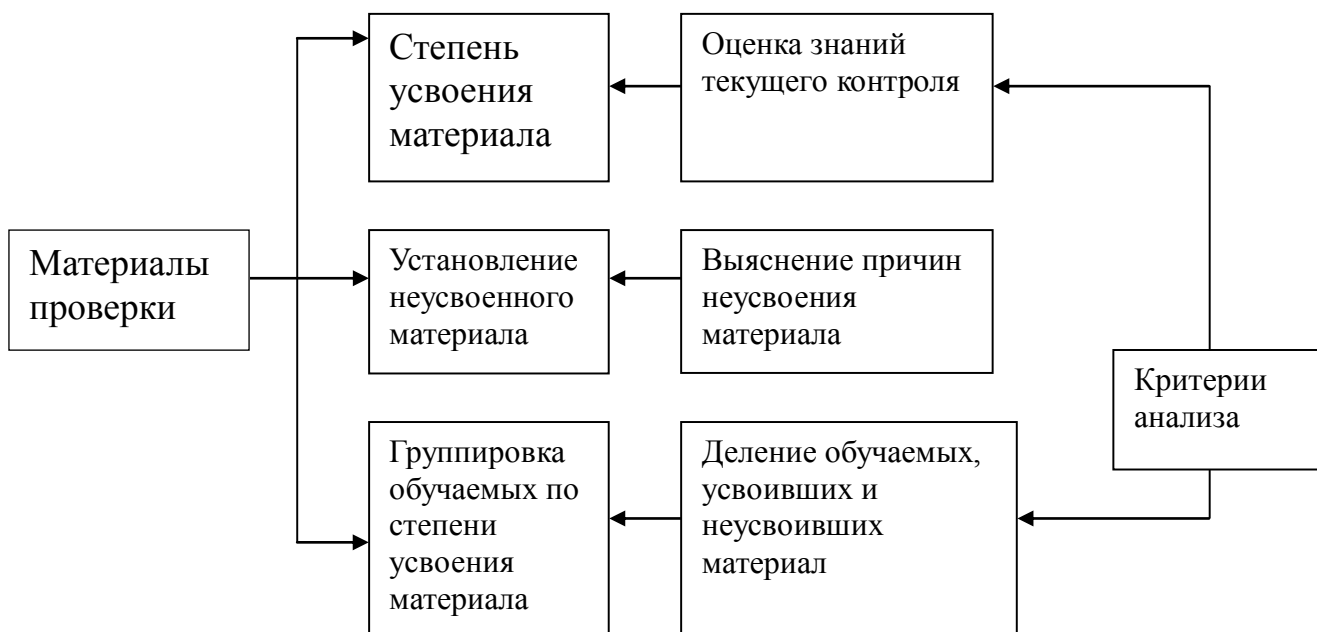 Степень
усвоения
материала
Оценка знаний
текущего контроля
Материалы
проверки
Установление
неусвоенного
материала
Выяснение причин
неусвоения
материала
Критерии
анализа
Группировка
обучаемых по
степени
усвоения
материала
Деление обучаемых,
усвоивших и
неусвоивших
материал